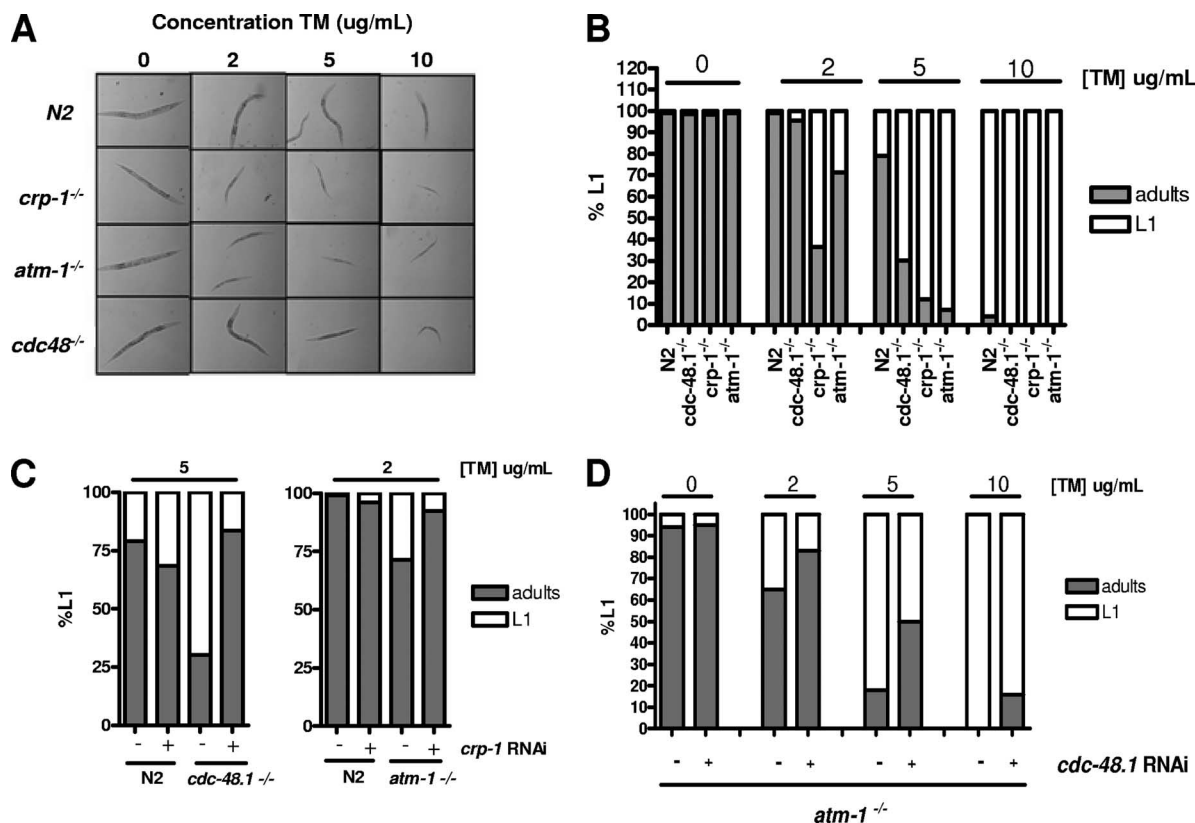 A
Concentration TM (ug/mL)
0 2 5 10
N2
crp-1-/-
atm-1-/-
cdc48-/-
B
0 2 5 10 [TM] ug/mL
120
110
100
90
80
70
60
50
40
30
20
10
0
% L1
adults
L1
N2 cdc-48.1-/- crp-1-/- atm-1-/- N2 cdc-48.1-/- crp-1-/- atm-1-/- N2 cdc-48.1-/- crp-1-/- atm-1-/- N2 cdc-48.1-/- crp-1-/- atm-1-/-
C
5 2 [TM] ug/mL
100
75
50
25
0
%L1
- + - +
N2 cdc-48.1 -/-
100
75
50
25
0
- + - + crp-1 RNAi
N2 atm-1 -/-
adults
L1
D
0 2 5 10 [TM] ug/mL
100
90
80
70
60
50
40
30
20
10
0
%L1
adults
L1
- + - + - + - + cdc-48.1 RNAi
atm-1 -/-